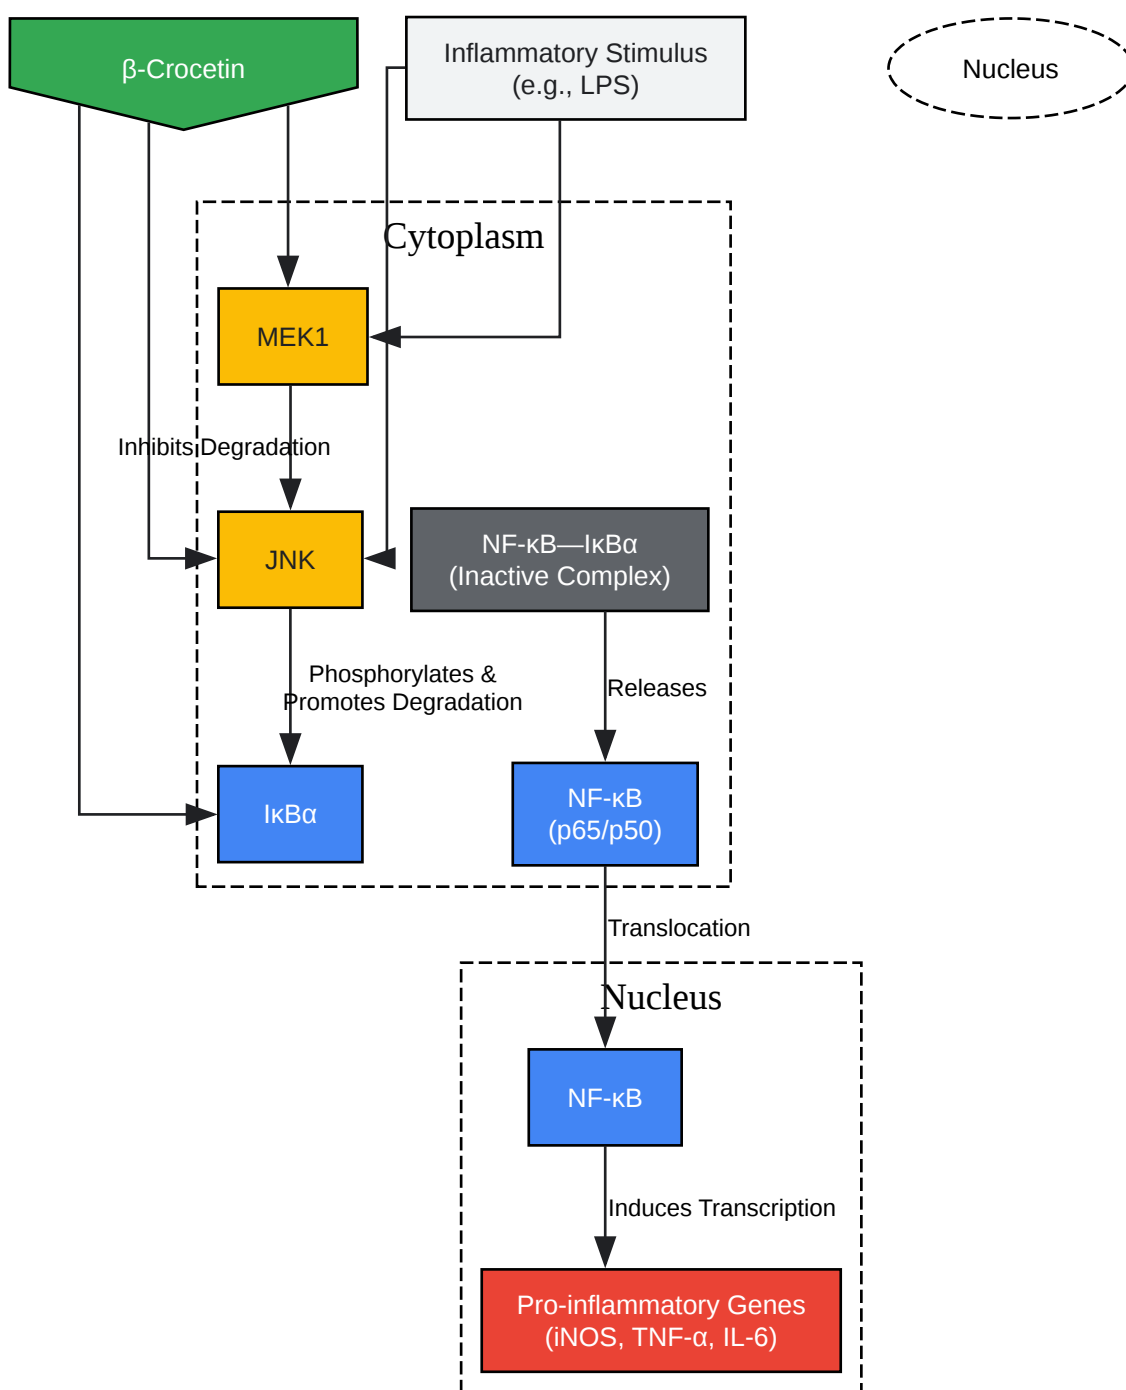 β-Crocetin
Inflammatory Stimulus
(e.g., LPS)
Nucleus
Cytoplasm
MEK1
Inhibits Degradation
JNK
NF-κB—IκBα
(Inactive Complex)
Phosphorylates &
Promotes Degradation
Releases
IκBα
NF-κB
(p65/p50)
Translocation
Nucleus
NF-κB
Induces Transcription
Pro-inflammatory Genes
(iNOS, TNF-α, IL-6)